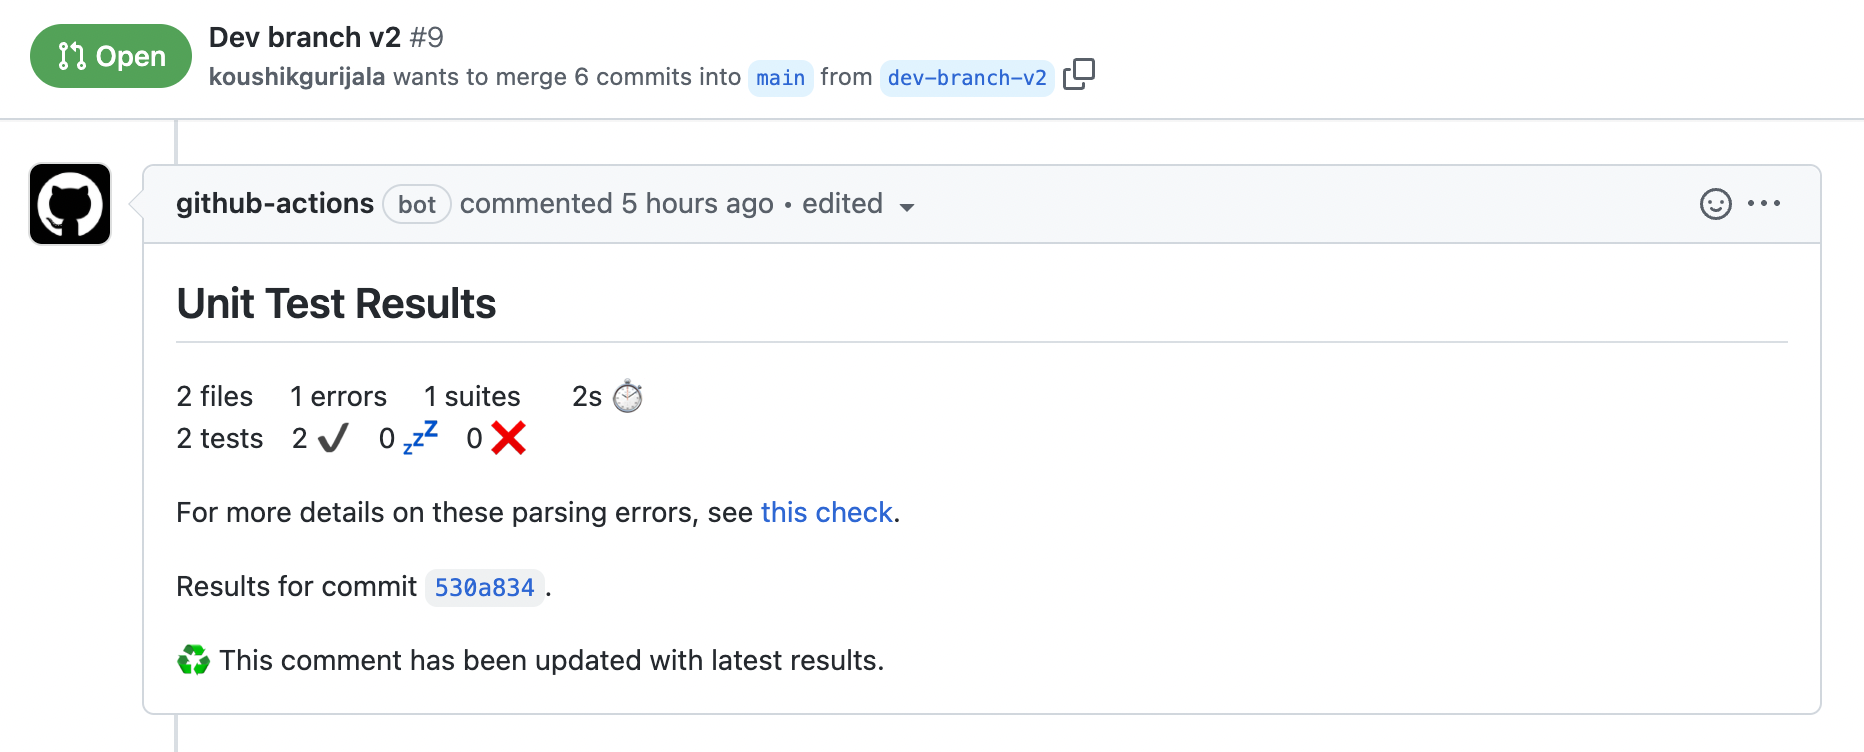 Open
Dev branch v2 #9
koushikgurijala wants to merge 6 commits into main from dev-branch-v2
github-actions bot commented 5 hours ago • edited
Unit Test Results
2 files 1 errors 1 suites 2s ⏱️
2 tests 2 ✔️ 0 💤 0 ❌
For more details on these parsing errors, see this check.
Results for commit 530a834.
♻️ This comment has been updated with latest results.